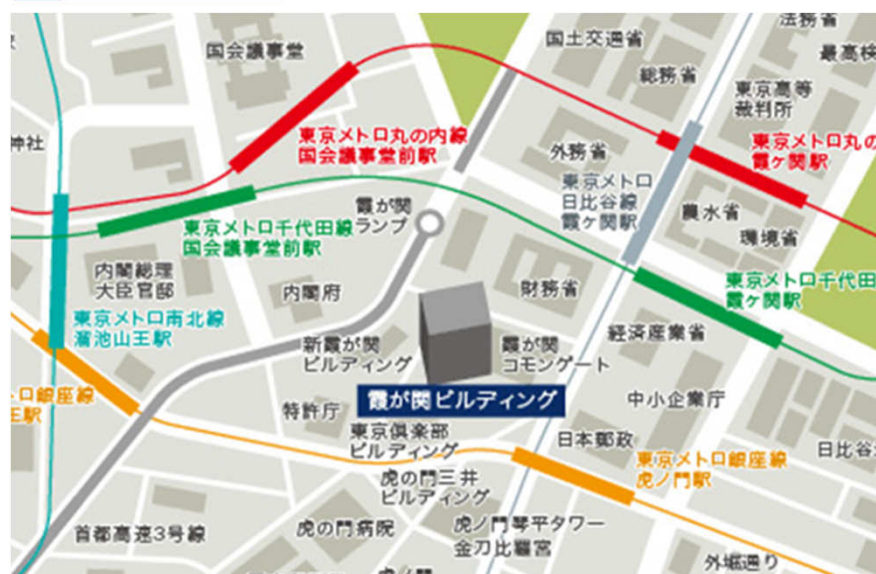 国会議事堂
国土交通省
法務省
最高検
総務省
東京高等
裁判所
神社
東京メトロ丸の内線
国会議事堂前駅
外務省
東京メトロ丸の
霞ケ関駅
東京メトロ
日比谷線
霞ケ関駅
霞が関
ランプ
農水省
環境省
東京メトロ千代田線
国会議事堂前駅
内閣総理
大臣官邸
内閣府
財務省
東京メトロ千代田
霞ケ関駅
東京メトロ南北線
溜池山王駅
新霞が関
ビルディング
霞が関
コモンゲート
経済産業省
トロ銀座線
王駅
霞が関ビルディング
中小企業庁
特許庁
東京倶楽部
ビルディング
日本郵政
日比谷
東京メトロ銀座線
虎ノ門駅
虎の門三井
ビルディング
首都高速3号線
虎の門病院
虎ノ門琴平タワー
金刀比羅宮
外堀通り
虎ノ門